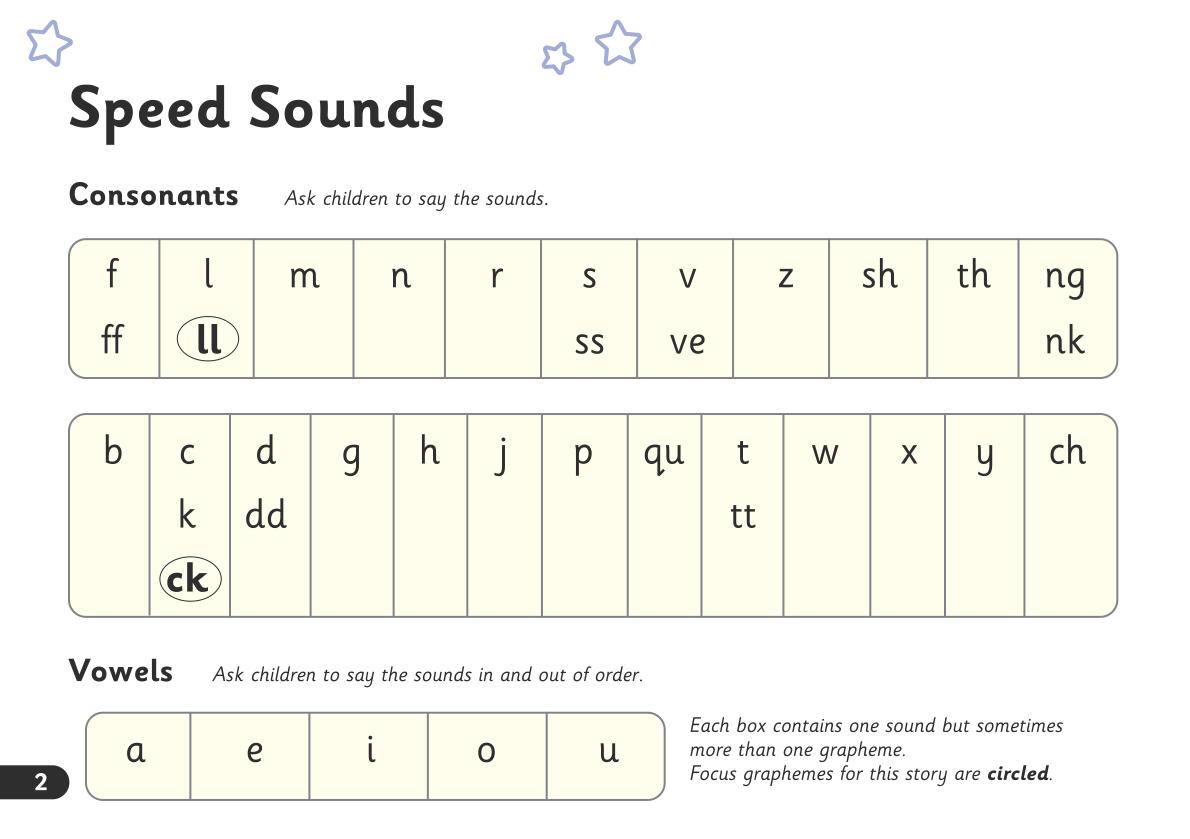 Speed Sounds
Consonants Ask children to say the sounds.
f l m n r s v z sh th ng
ff ll ss ve nk
b c d g h j p qu t w x y ch
k dd tt
ck
Vowels Ask children to say the sounds in and out of order.
a e i o u
Each box contains one sound but sometimes
more than one grapheme.
Focus graphemes for this story are circled.
2